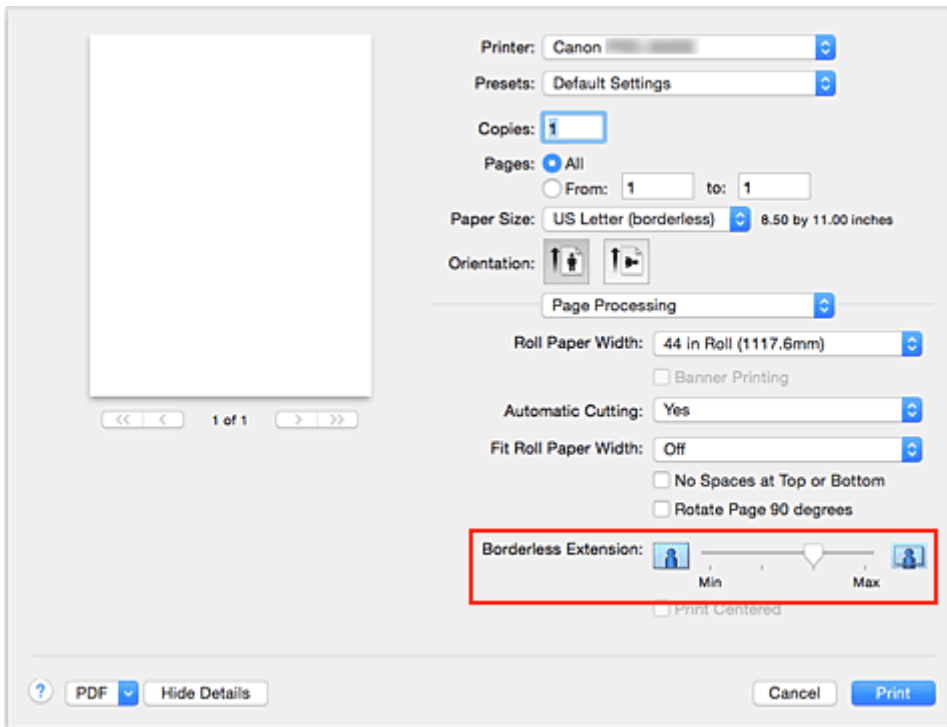 Printer: Canon
Presets: Default Settings
Copies: 1
Pages: All
From: 1 to: 1
Paper Size: US Letter (borderless) 8.50 by 11.00 inches
Orientation:
Page Processing
Roll Paper Width: 44 in Roll (1117.6mm)
Banner Printing
1 of 1
Automatic Cutting: Yes
Fit Roll Paper Width: Off
No Spaces at Top or Bottom
Rotate Page 90 degrees
Borderless Extension:
Min Max
Print Centered
? PDF Hide Details Cancel Print